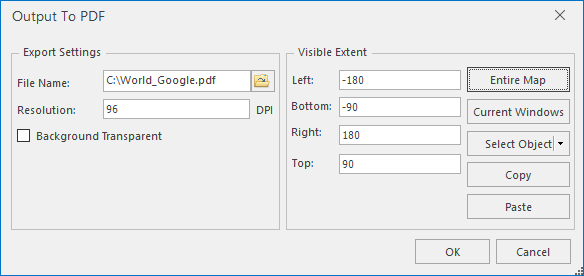 Output To PDF
Export Settings
File Name: C:\World_Google.pdf
Resolution: 96 DPI
Background Transparent
Visible Extent
Left: -180
Bottom: -90
Right: 180
Top: 90
Entire Map
Current Windows
Select Object
Copy
Paste
OK Cancel